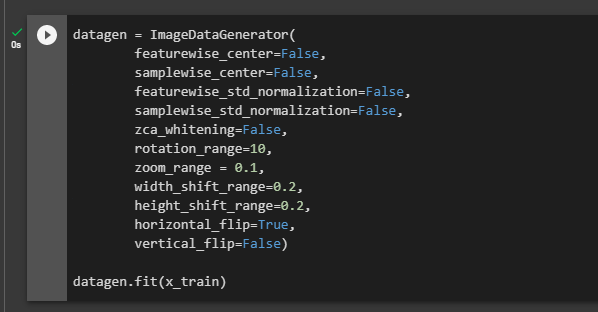 0s
datagen = ImageDataGenerator(
featurewise_center=False,
samplewise_center=False,
featurewise_std_normalization=False,
samplewise_std_normalization=False,
zca_whitening=False,
rotation_range=10,
zoom_range = 0.1,
width_shift_range=0.2,
height_shift_range=0.2,
horizontal_flip=True,
vertical_flip=False)
datagen.fit(x_train)